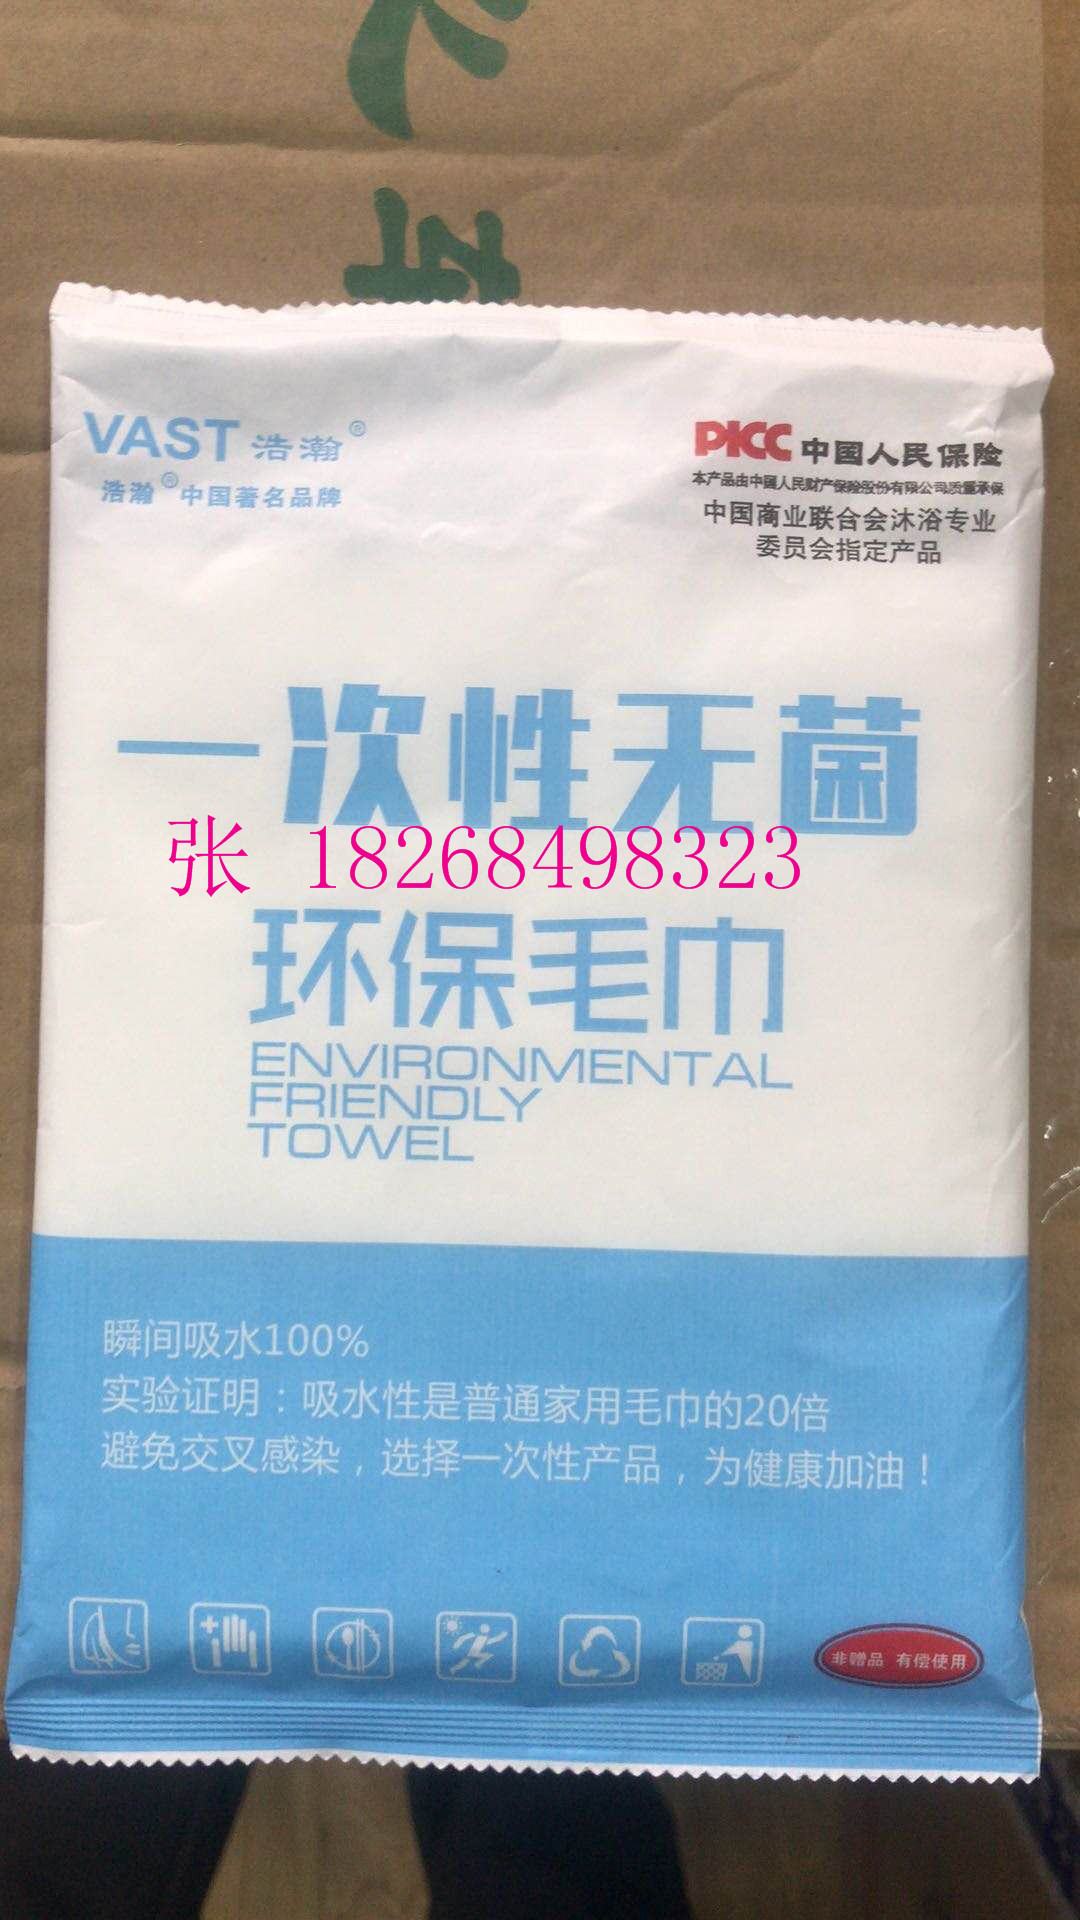 VAST 浩瀚®
浩瀚®中国著名品牌
PICC 中国人民保险
本产品由中国人民财产保险股份有限公司质量承保
中国商业联合会沐浴专业
委员会指定产品
一次性无菌
张 18268498323
环保毛巾
ENVIRONMENTAL
FRIENDLY
TOWEL
瞬间吸水100%
实验证明：吸水性是普通家用毛巾的20倍
避免交叉感染，选择一次性产品，为健康加油！
非赠品 有偿使用